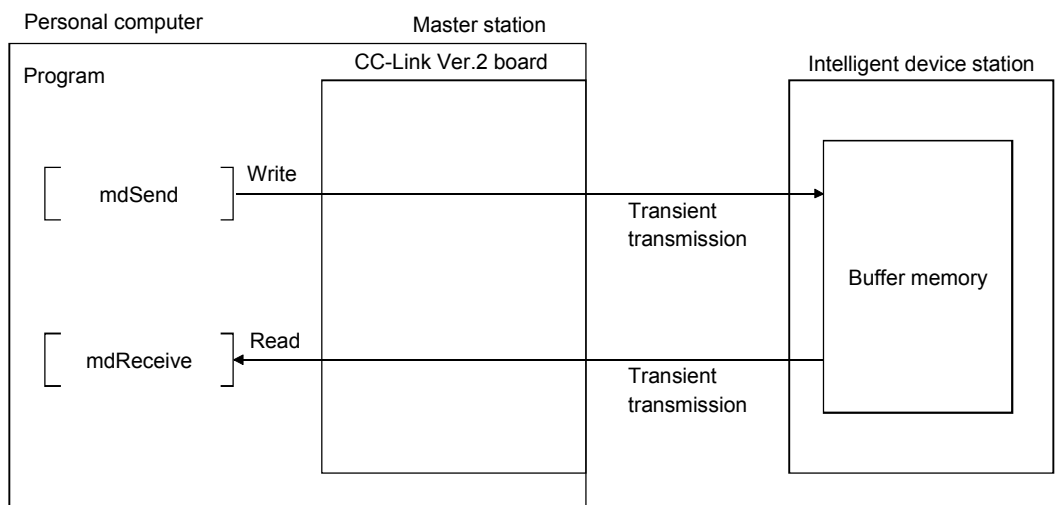 Personal computer
Master station
CC-Link Ver.2 board
Intelligent device station
Program
Write
mdSend
Transient
transmission
Buffer memory
Read
mdReceive
Transient
transmission